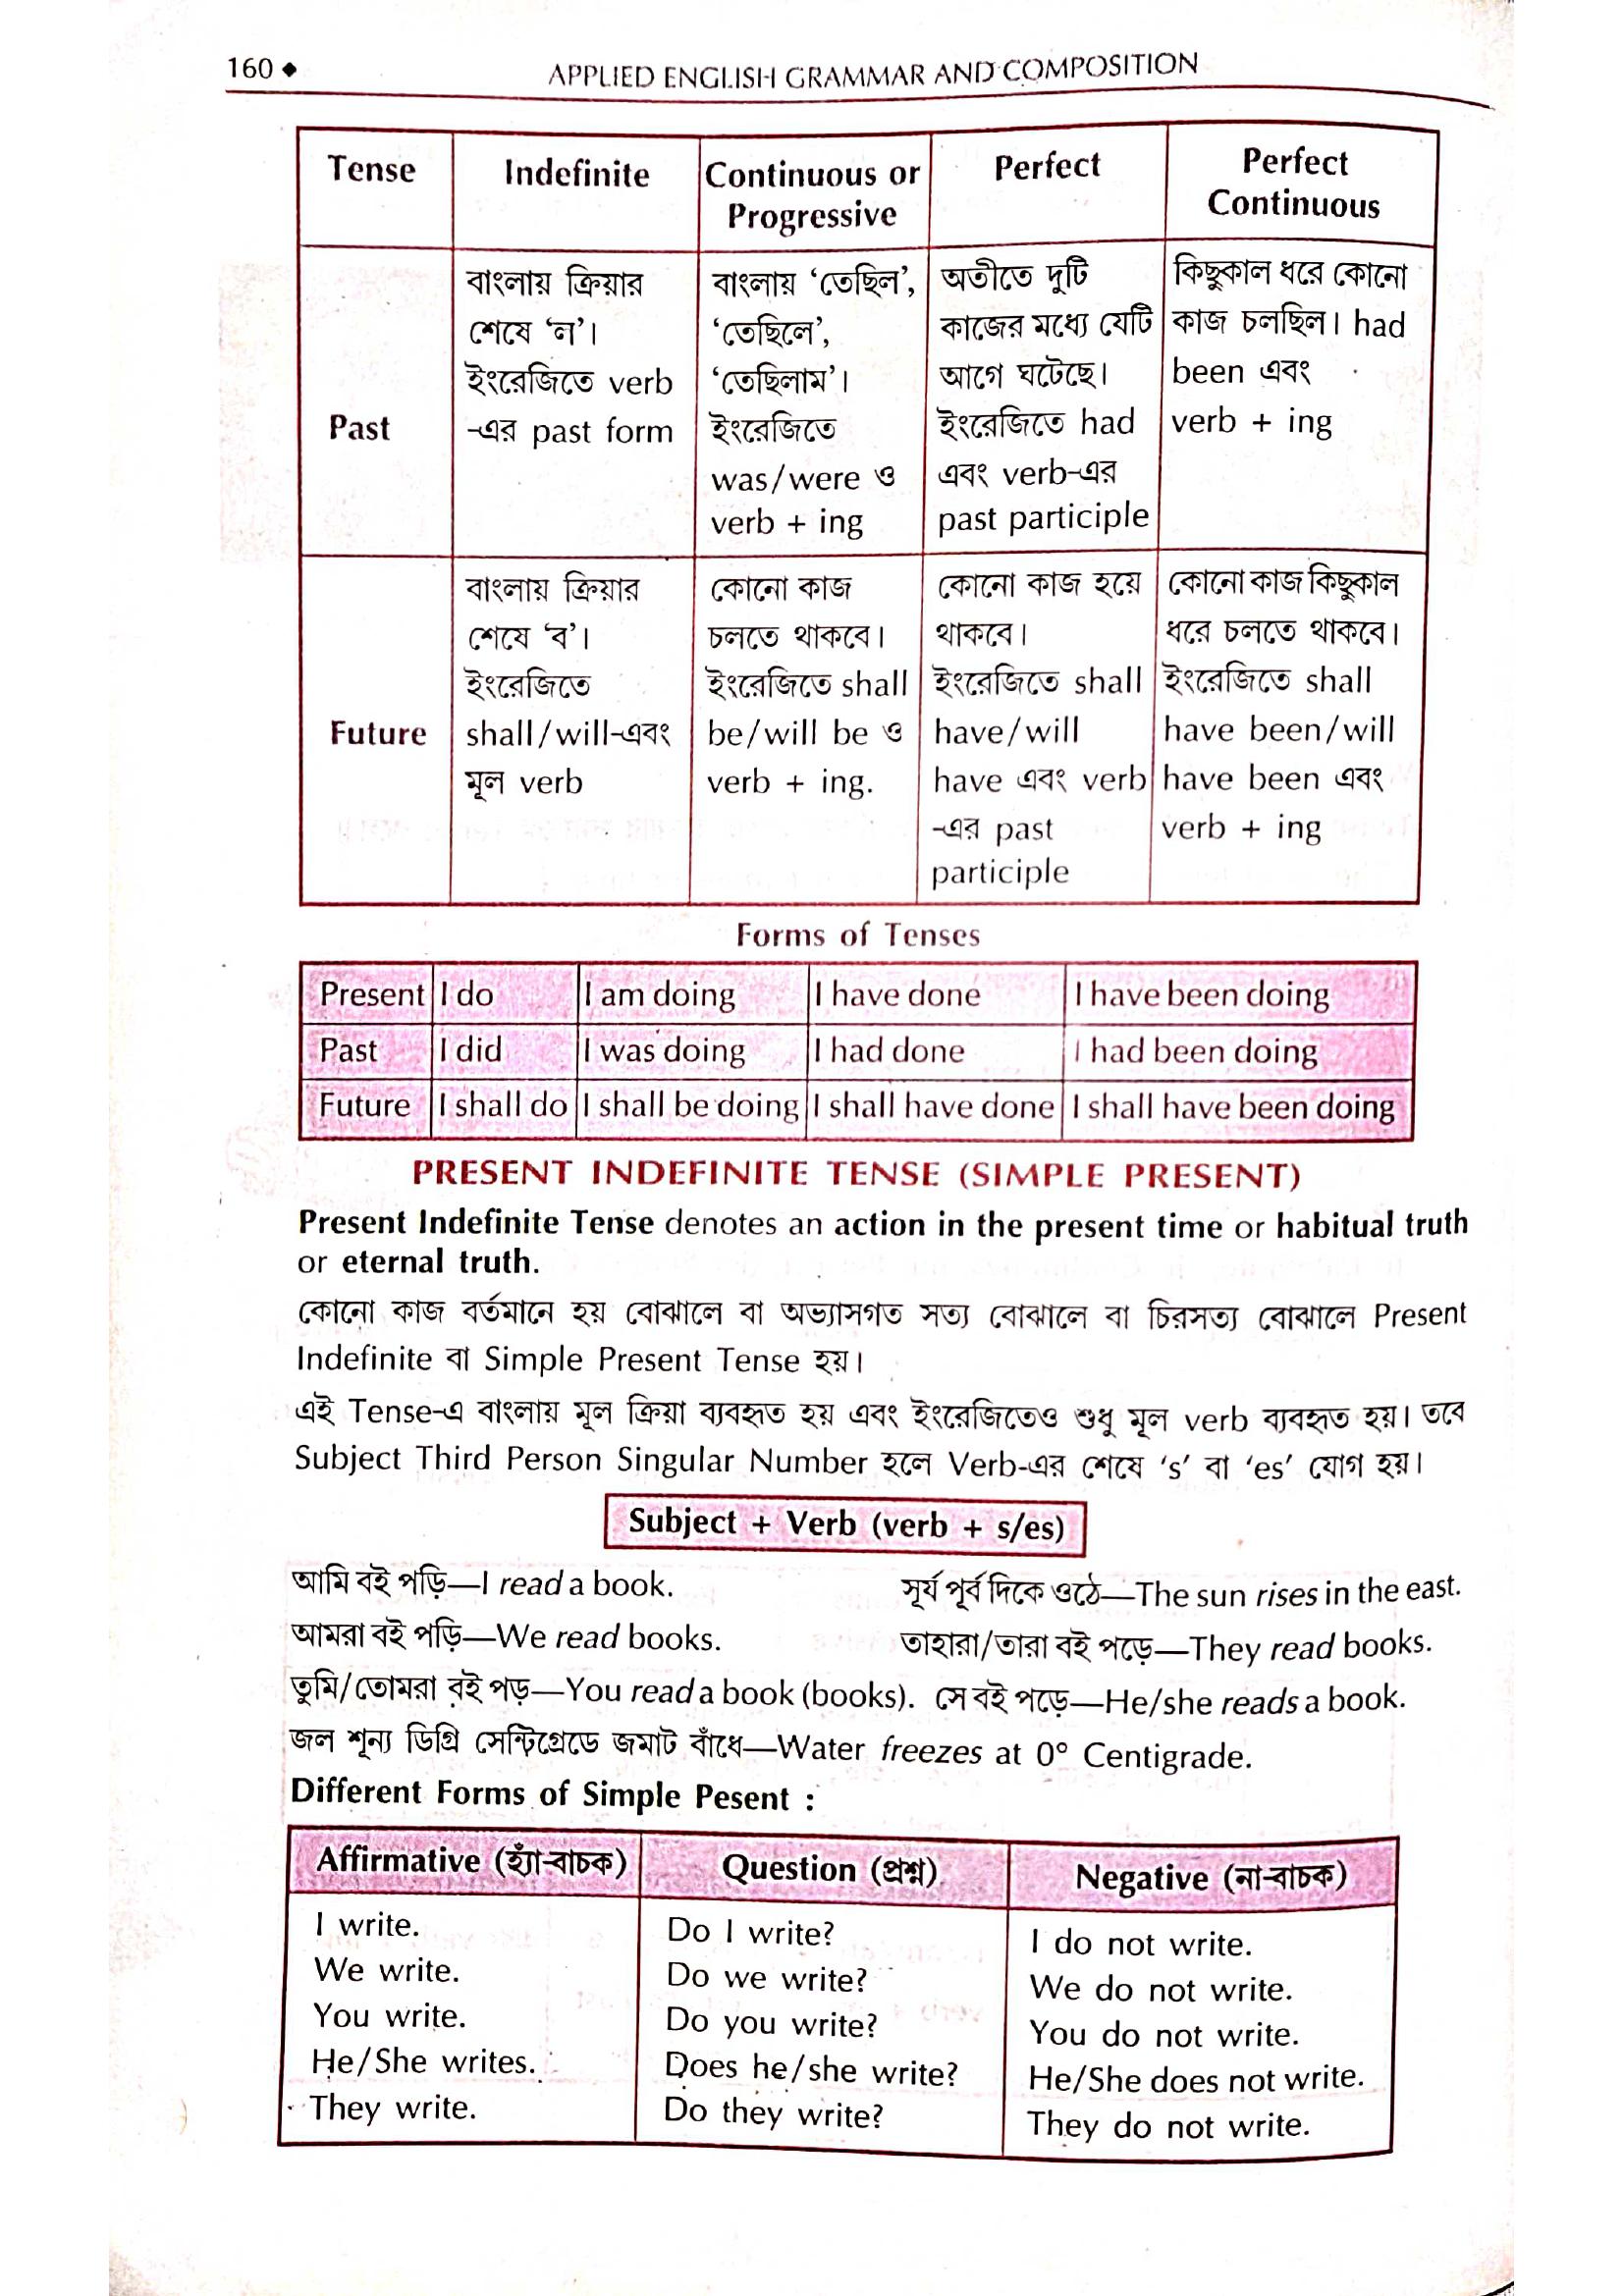 160 ◆ APPLIED ENGLISH GRAMMAR AND COMPOSITION
Tense Indefinite Continuous or Progressive Perfect Perfect Continuous
Past
বাংলায় ক্রিয়ার
শেষে ‘ল’।
ইংরেজিতে verb
-এর past form
বাংলায় ‘তেছিল’,
‘তেছিলে’,
‘তেছিলাম’।
ইংরেজিতে
was/were ও
verb + ing
অতীতে দুটি
কাজের মধ্যে যেটি
আগে ঘটেছে।
ইংরেজিতে had
এবং verb-এর
past participle
কিছুকাল ধরে কোনো
কাজ চলছিল। had
been এবং
verb + ing
Future
বাংলায় ক্রিয়ার
শেষে ‘ব’।
ইংরেজিতে
shall/will-এবং
মূল verb
কোনো কাজ
চলতে থাকবে।
ইংরেজিতে shall
be/will be ও
verb + ing.
কোনো কাজ হয়ে
থাকবে।
ইংরেজিতে shall
have/will
have এবং verb
-এর past
participle
কোনো কাজ কিছুকাল
ধরে চলতে থাকবে।
ইংরেজিতে shall
have been/will
have been এবং
verb + ing
Forms of Tenses
Present I do I am doing I have done I have been doing
Past I did I was doing I had done I had been doing
Future I shall do I shall be doing I shall have done I shall have been doing
PRESENT INDEFINITE TENSE (SIMPLE PRESENT)
Present Indefinite Tense denotes an action in the present time or habitual truth
or eternal truth.
কোনো কাজ বর্তমানে হয় বোঝালে বা অভ্যাসগত সত্য বোঝালে বা চিরসত্য বোঝালে Present
Indefinite বা Simple Present Tense হয়।
এই Tense-এ বাংলায় মূল ক্রিয়া ব্যবহৃত হয় এবং ইংরেজিতেও শুধু মূল verb ব্যবহৃত হয়। তবে
Subject Third Person Singular Number হলে Verb-এর শেষে ‘s’ বা ‘es’ যোগ হয়।
Subject + Verb (verb + s/es)
আমি বই পড়ি—I read a book. সূর্য পূর্ব দিকে ওঠে—The sun rises in the east.
আমরা বই পড়ি—We read books. তাহারা/তারা বই পড়ে—They read books.
তুমি/তোমরা বই পড়—You read a book (books). সে বই পড়ে—He/she reads a book.
জল শূন্য ডিগ্রি সেন্টিগ্রেডে জমাট বাঁধে—Water freezes at 0° Centigrade.
Different Forms of Simple Pesent :
Affirmative (হ্যাঁ-বাচক) Question (প্রশ্ন) Negative (না-বাচক)
I write. Do I write? I do not write.
We write. Do we write? We do not write.
You write. Do you write? You do not write.
He/She writes. Does he/she write? He/She does not write.
They write. Do they write? They do not write.